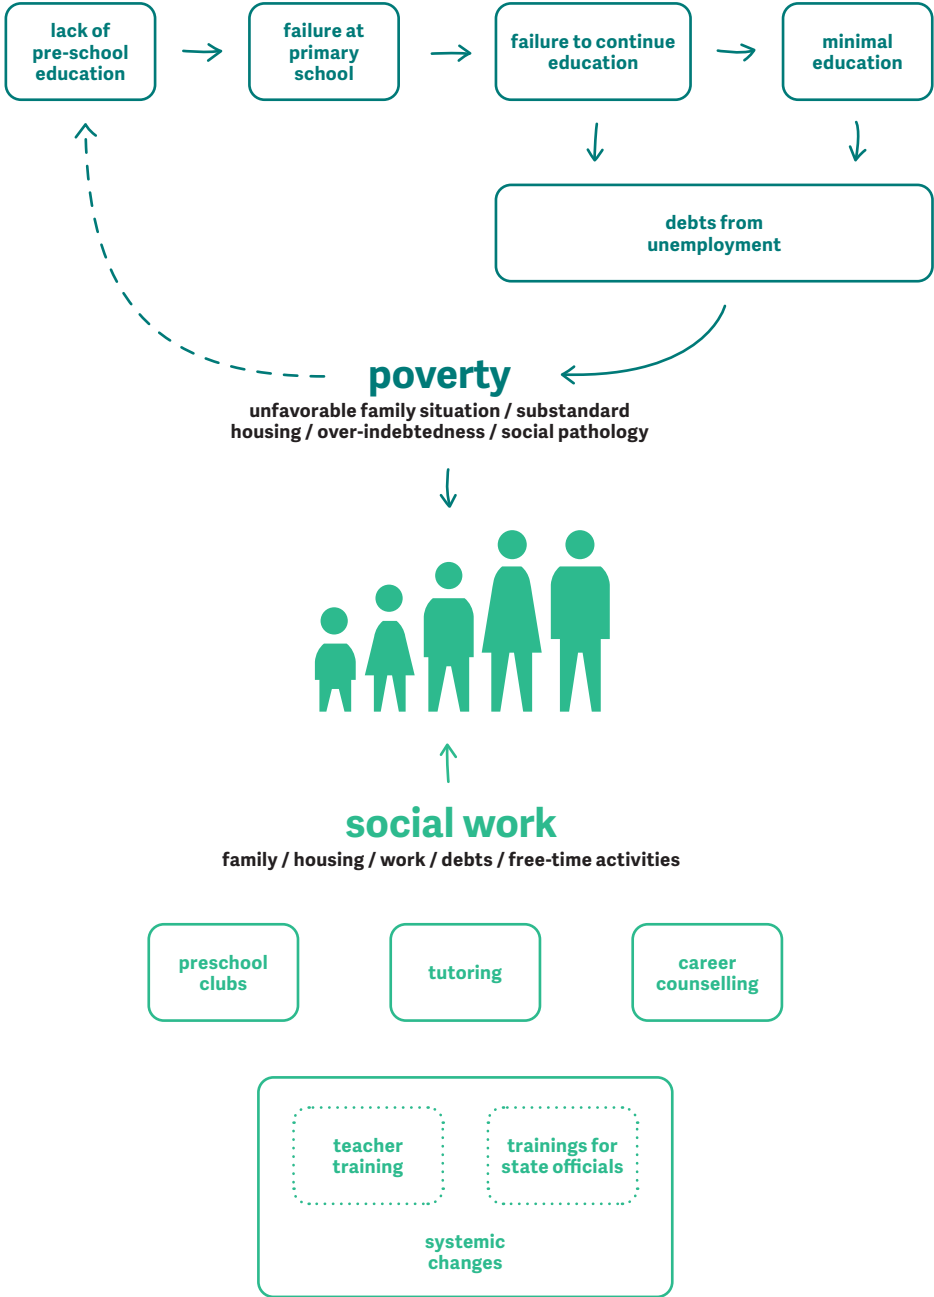 lack of
pre-school
education
failure at
primary
school
failure to continue
education
minimal
education
debts from
unemployment
poverty
unfavorable family situation / substandard
housing / over-indebtedness / social pathology
social work
family / housing / work / debts / free-time activities
preschool
clubs
tutoring
career
counselling
teacher
training
trainings for
state officials
systemic
changes